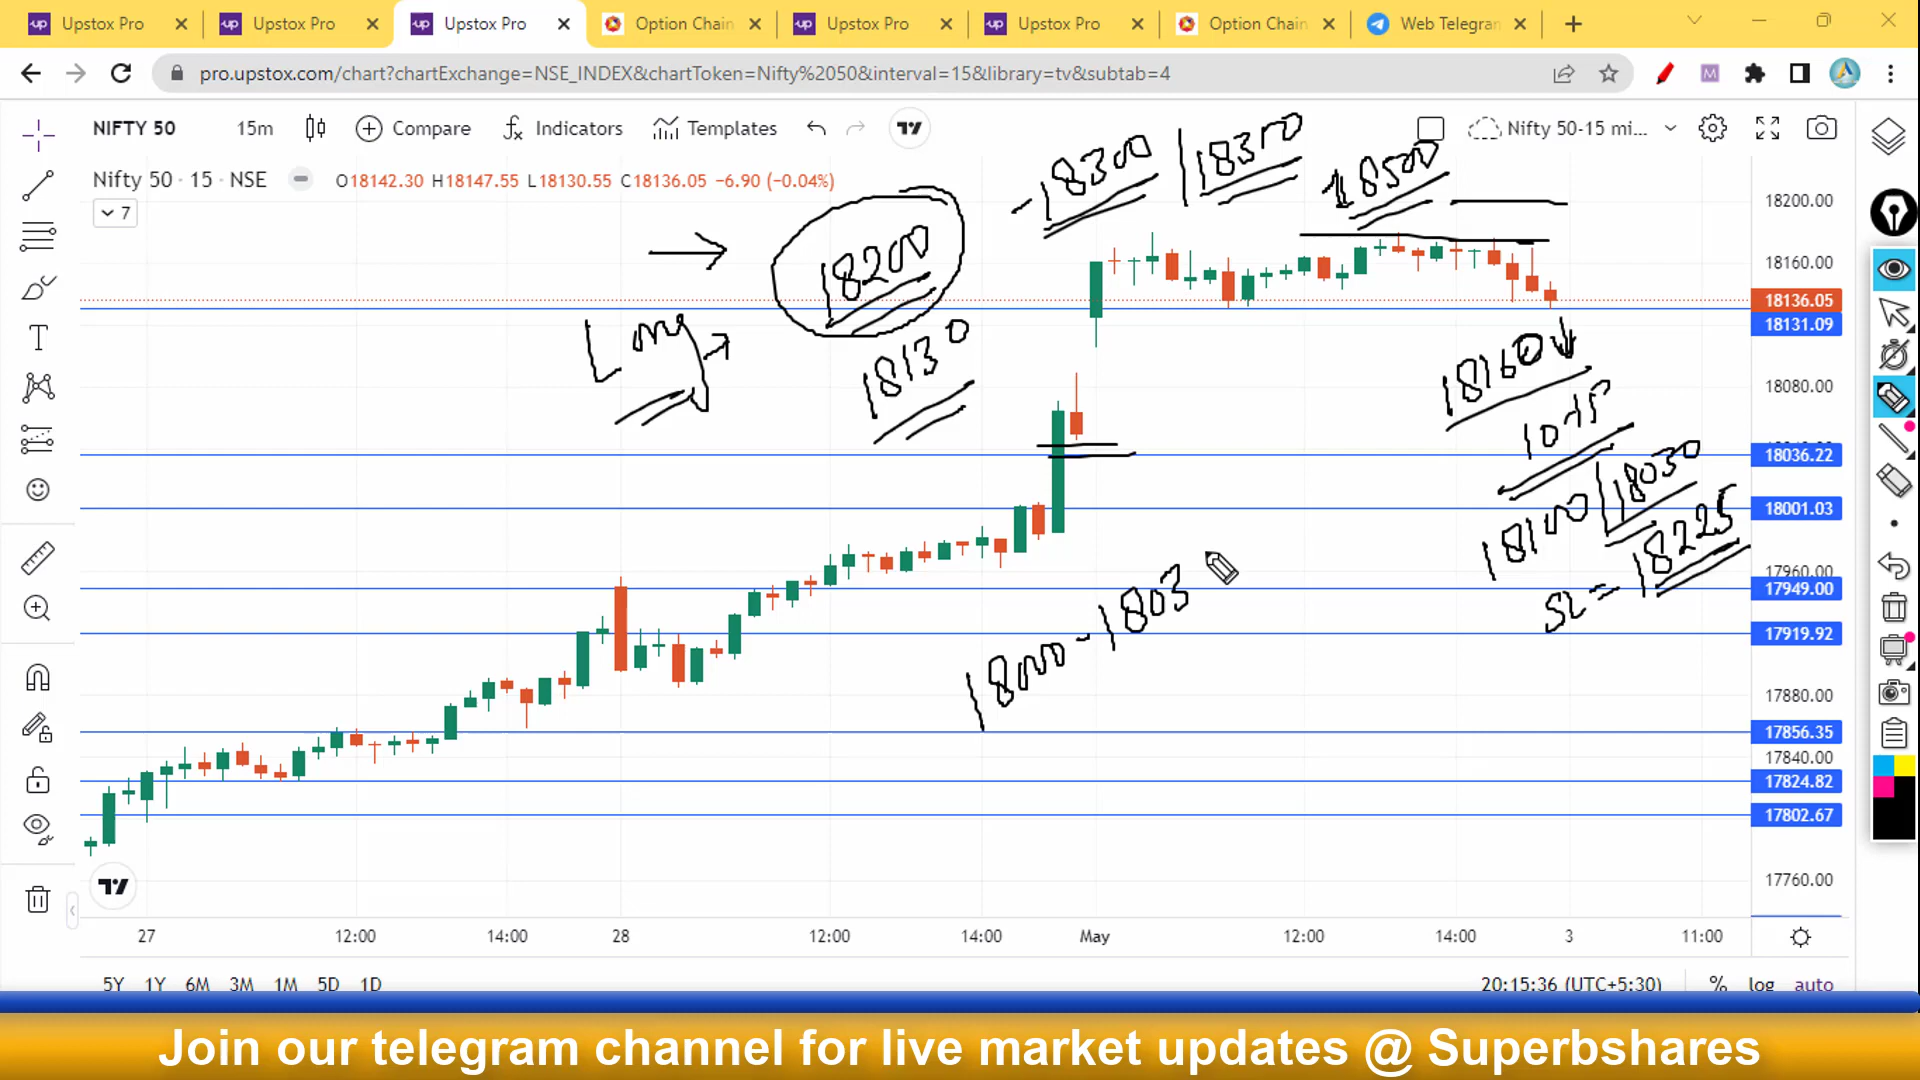 Upstox Pro
Upstox Pro
Upstox Pro
Option Chain
Upstox Pro
Upstox Pro
Option Chain
Web Telegram
pro.upstox.com/chart?chartExchange=NSE_INDEX&chartToken=Nifty%2050&interval=15&library=tv&subtab=4
NIFTY 50
15m
Compare
Indicators
Templates
Nifty 50-15 mi...
Nifty 50 · 15 · NSE
O18142.30 H18147.55 L18130.55 C18136.05 -6.90 (-0.04%)
7
-18300
18350
18500
18200
Long
18130
18160
18100
18030
SL = 18225
18000 - 1803
18200.00
18160.00
18136.05
18131.09
18080.00
18036.22
18001.03
17960.00
17949.00
17919.92
17880.00
17856.35
17840.00
17824.82
17802.67
17760.00
27
12:00
14:00
28
12:00
14:00
May
12:00
14:00
3
11:00
5Y 1Y 6M 3M 1M 5D 1D
20:15:36 (UTC+5:30)
% log auto
Join our telegram channel for live market updates @ Superbshares